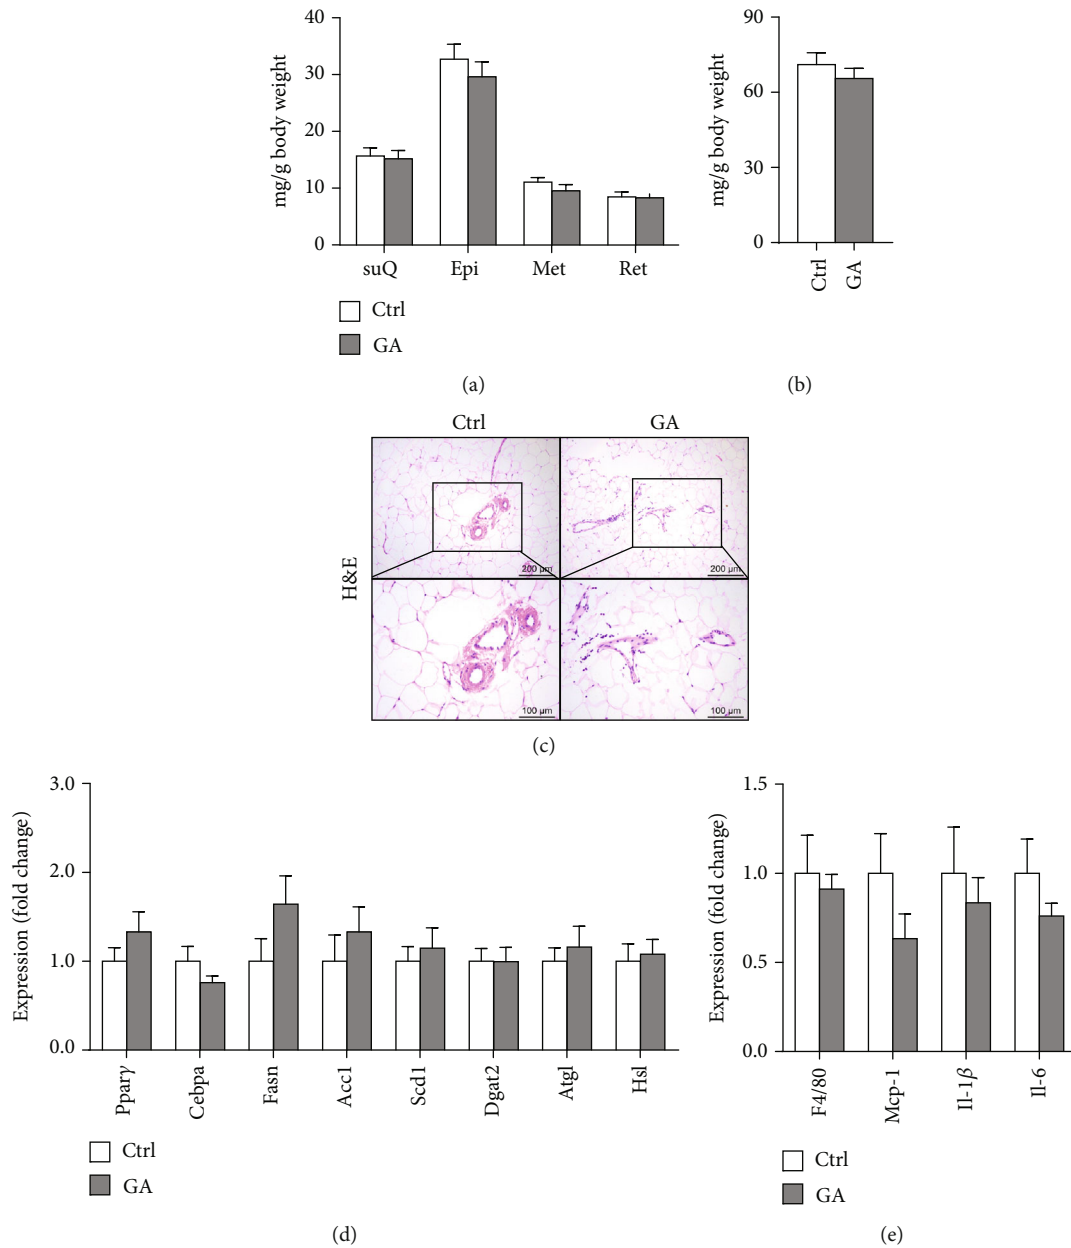 mg/g body weight
40
30
20
10
0
suQ Epi Met Ret
Ctrl
GA
(a)
mg/g body weight
90
60
30
0
Ctrl
GA
(b)
Ctrl GA
H&E
200 μm 200 μm
100 μm 100 μm
(c)
Expression (fold change)
3.0
2.0
1.0
0.0
Pparγ
Cebpa
Fasn
Acc1
Scd1
Dgat2
Atgl
Hsl
Ctrl
GA
(d)
Expression (fold change)
1.5
1.0
0.5
0.0
F4/80
Mcp-1
Il-1β
Il-6
Ctrl
GA
(e)